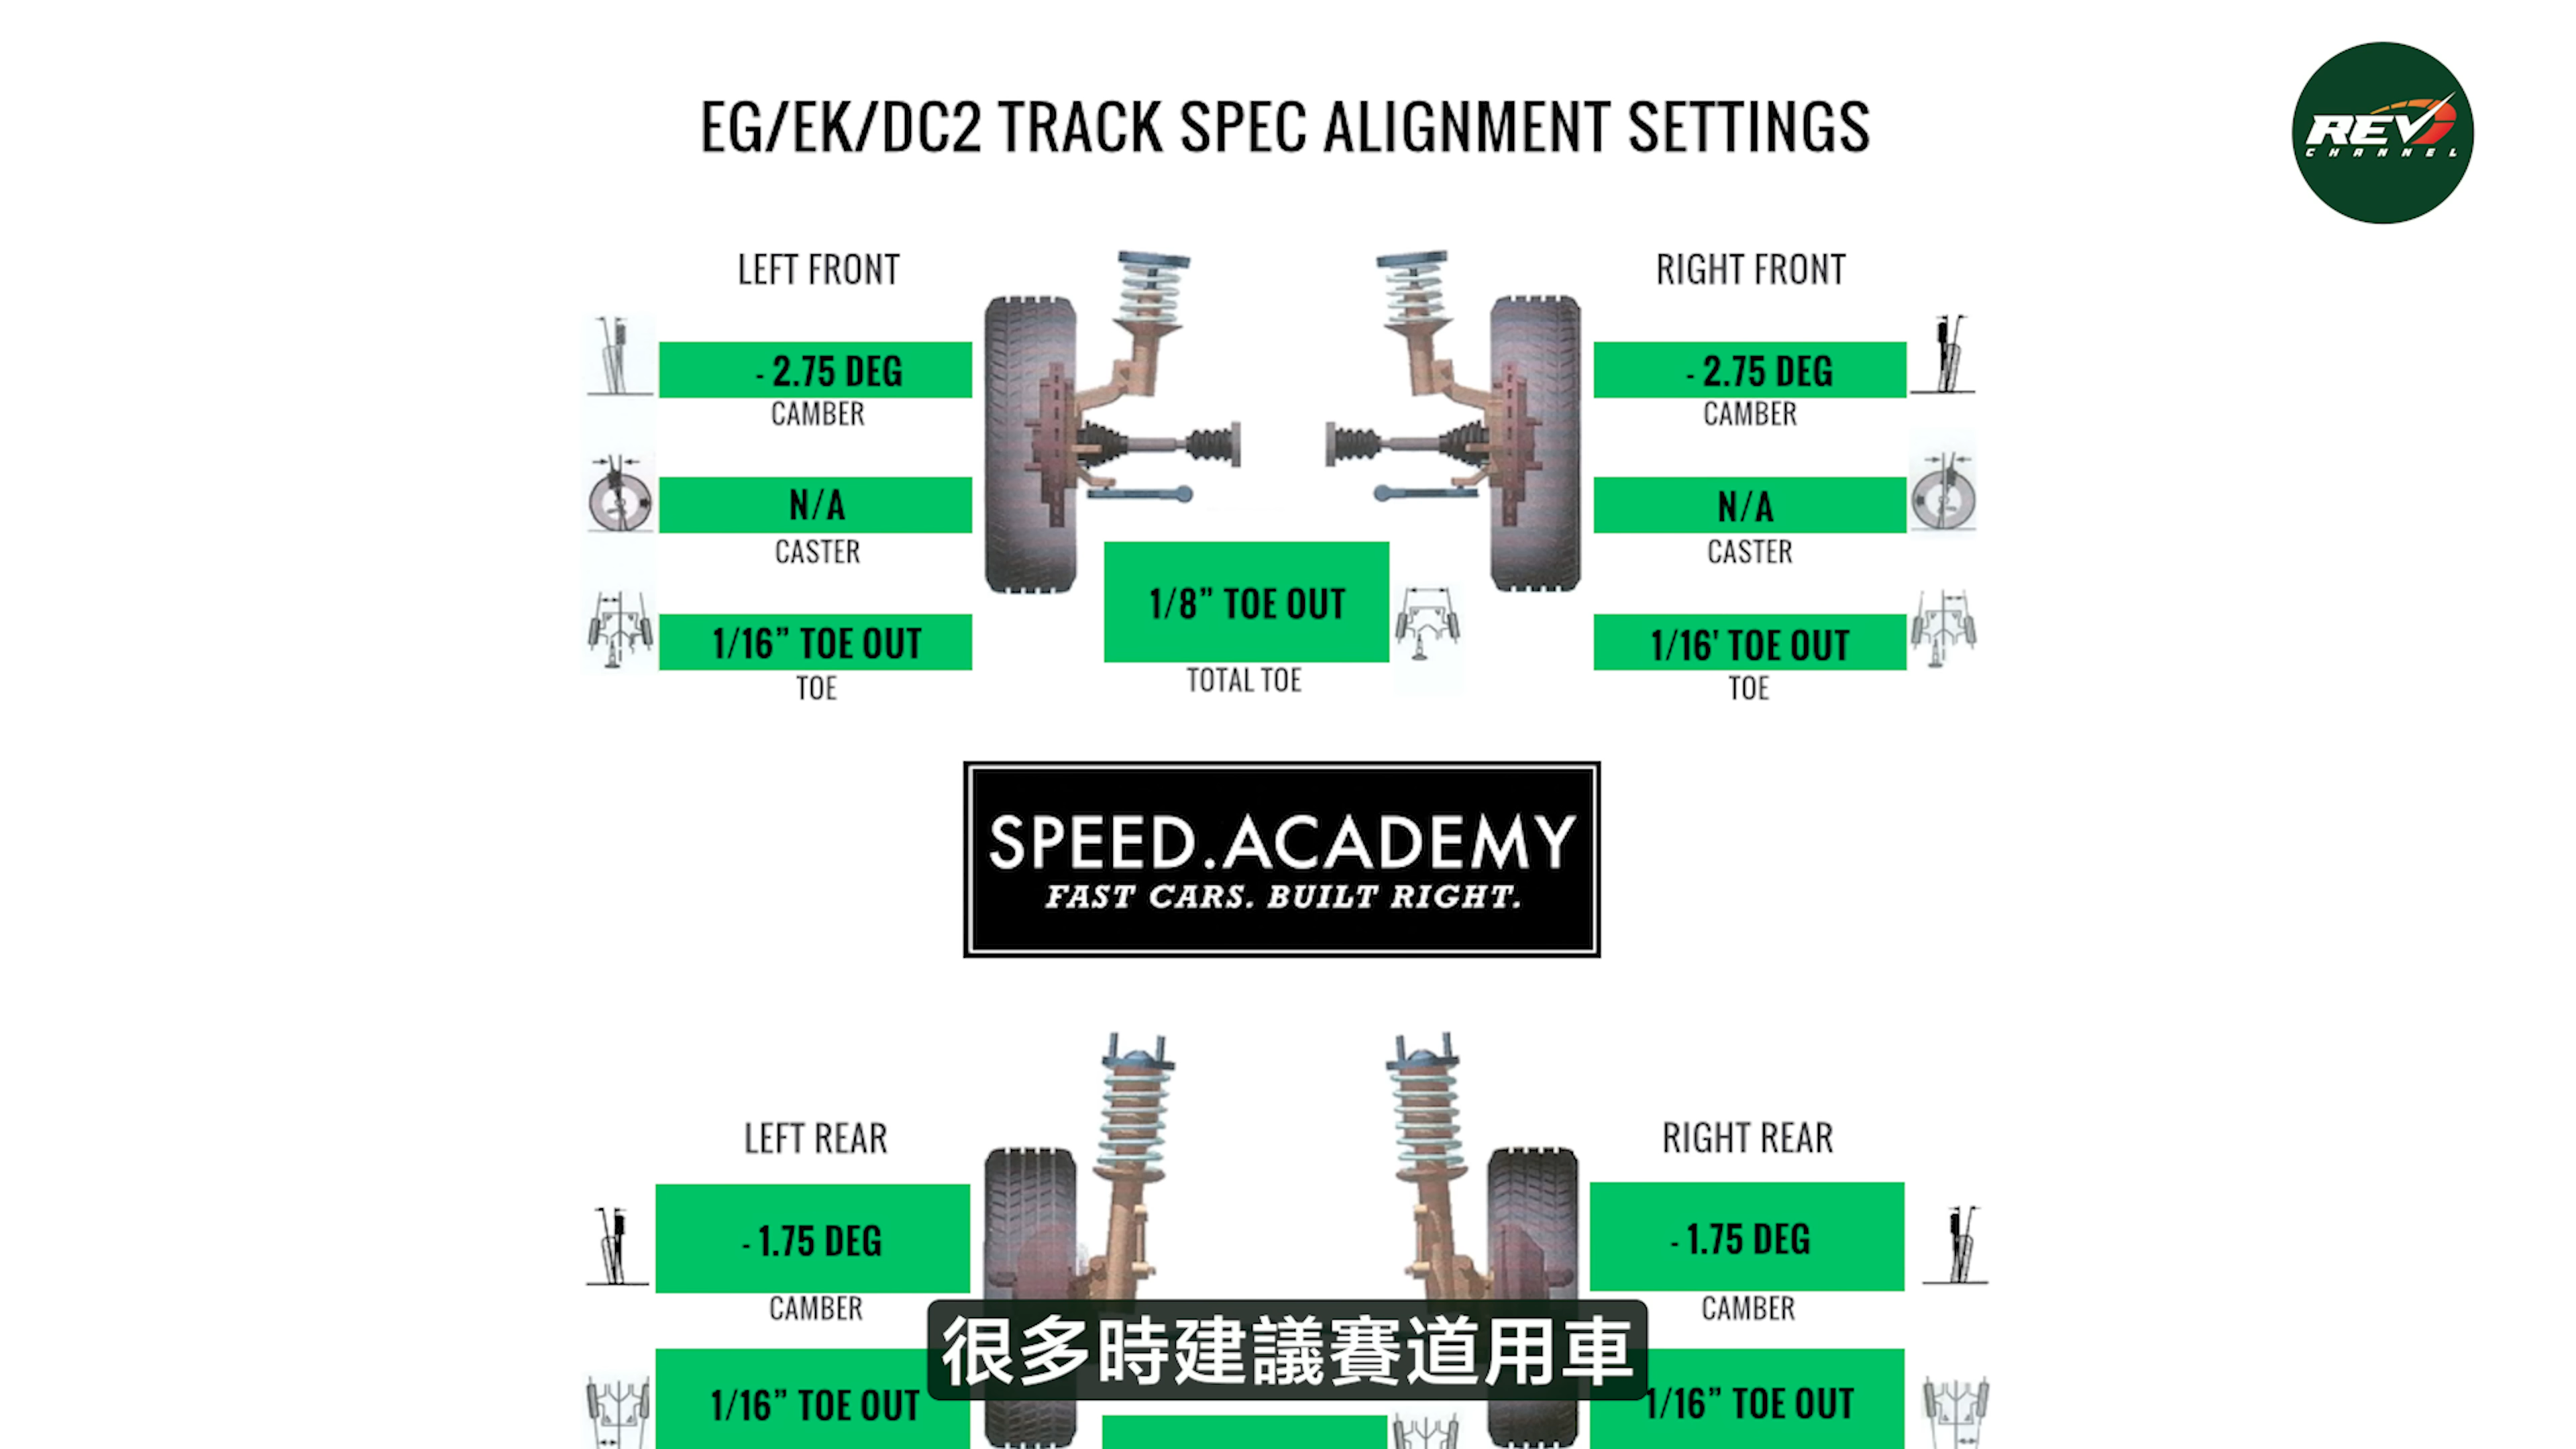 REV
CHANNEL
EG/EK/DC2 TRACK SPEC ALIGNMENT SETTINGS
LEFT FRONT
RIGHT FRONT
- 2.75 DEG
CAMBER
- 2.75 DEG
CAMBER
N/A
CASTER
N/A
CASTER
1/8” TOE OUT
TOTAL TOE
1/16” TOE OUT
TOE
1/16' TOE OUT
TOE
SPEED.ACADEMY
FAST CARS. BUILT RIGHT.
LEFT REAR
RIGHT REAR
- 1.75 DEG
CAMBER
- 1.75 DEG
CAMBER
1/16” TOE OUT
1/16” TOE OUT
很多時建議賽道用車